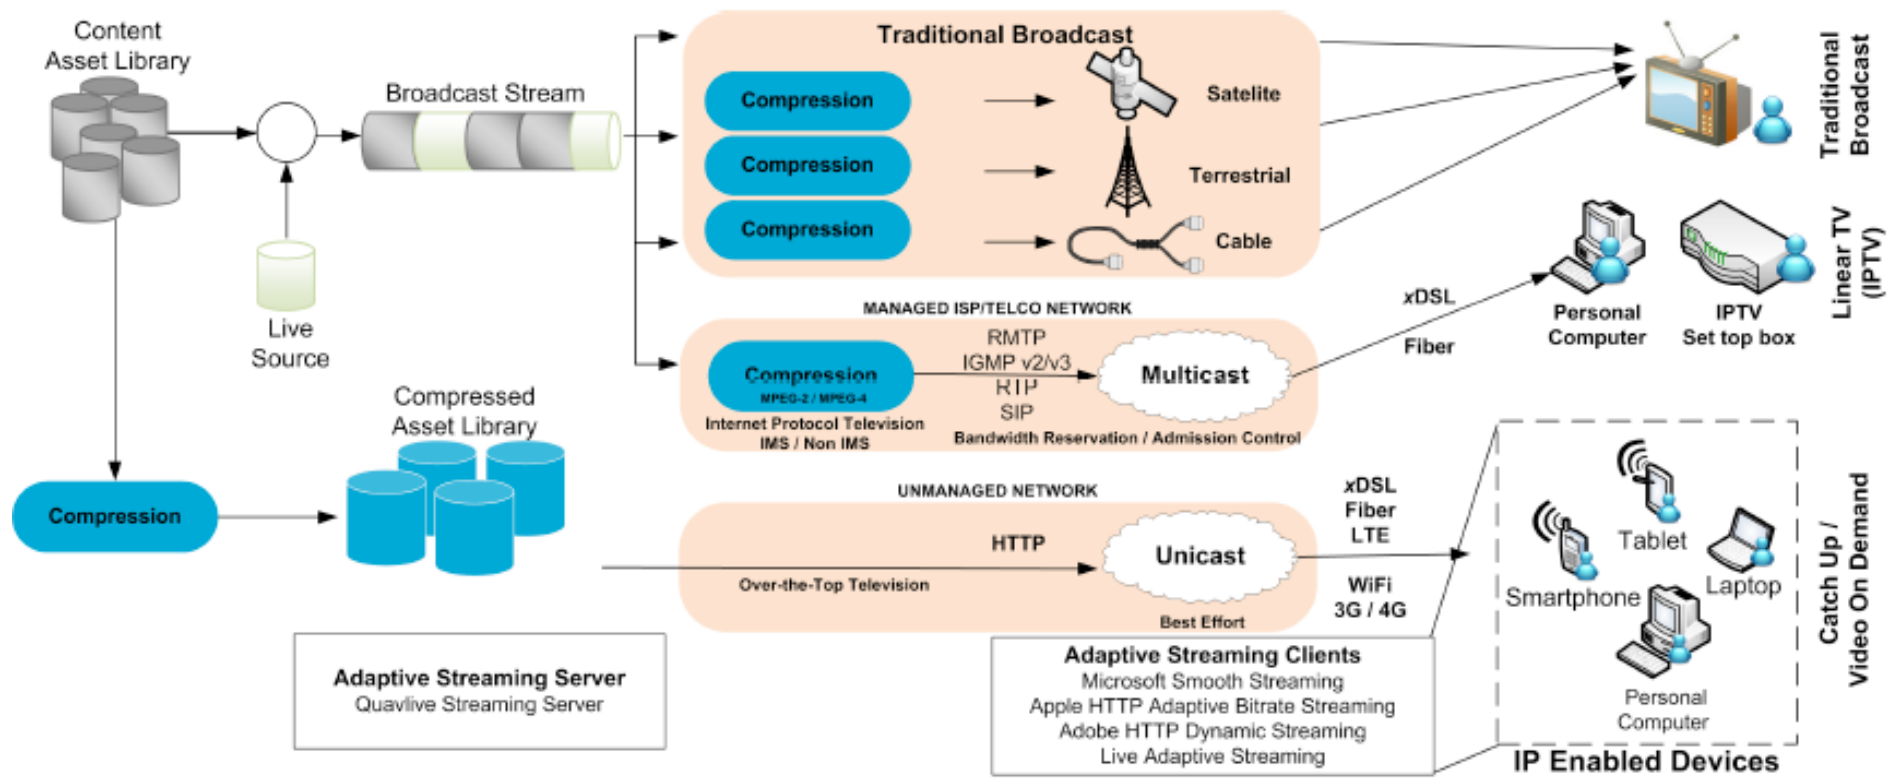 Content
Asset Library
Broadcast Stream
Live
Source
Compressed
Asset Library
Compression
Adaptive Streaming Server
Quavlive Streaming Server
Traditional Broadcast
Compression
Satelite
Compression
Terrestrial
Compression
Cable
MANAGED ISP/TELCO NETWORK
Compression
MPEG-2 / MPEG-4
Internet Protocol Television
IMS / Non IMS
RMTP
IGMP v2/v3
RTP
SIP
Multicast
Bandwidth Reservation / Admission Control
xDSL
Fiber
UNMANAGED NETWORK
HTTP
Over-the-Top Television
Unicast
Best Effort
xDSL
Fiber
LTE
WiFi
3G / 4G
Adaptive Streaming Clients
Microsoft Smooth Streaming
Apple HTTP Adaptive Bitrate Streaming
Adobe HTTP Dynamic Streaming
Live Adaptive Streaming
Traditional
Broadcast
Personal
Computer
IPTV
Set top box
Linear TV
(IPTV)
Tablet
Smartphone
Laptop
Personal
Computer
IP Enabled Devices
Catch Up /
Video On Demand